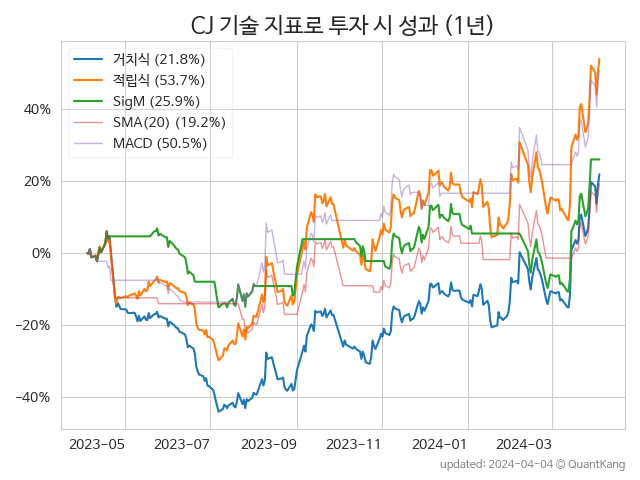 CJ 기술 지표로 투자 시 성과 (1년)
거치식 (21.8%)
적립식 (53.7%)
SigM (25.9%)
SMA(20) (19.2%)
MACD (50.5%)
40%
20%
0%
−20%
−40%
2023−05
2023−07
2023−09
2023−11
2024−01
2024−03
updated: 2024−04−04 ⓒ QuantKang